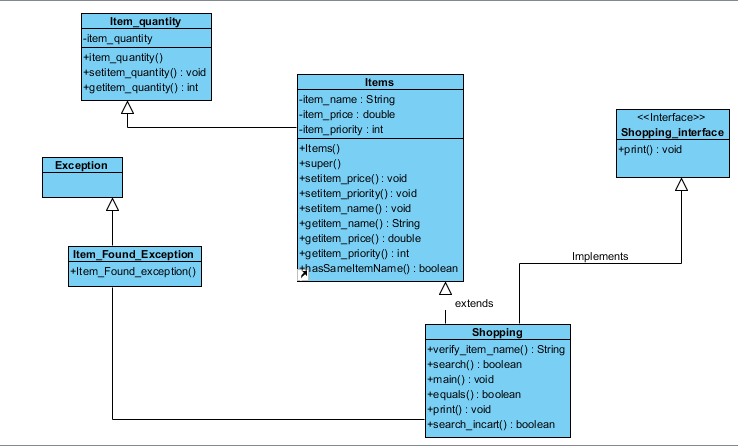 Item_quantity
-item_quantity
+item_quantity()
+setitem_quantity() : void
+getitem_quantity() : int
Items
-item_name : String
-item_price : double
-item_priority : int
+Items()
+super()
+setitem_price() : void
+setitem_priority() : void
+setitem_name() : void
+getitem_name() : String
+getitem_price() : double
+getitem_priority() : int
+hasSameItemName() : boolean
<<Interface>>
Shopping_interface
+print() : void
Exception
Item_Found_Exception
+Item_Found_exception()
Implements
extends
Shopping
+verify_item_name() : String
+search() : boolean
+main() : void
+equals() : boolean
+print() : void
+search_incart() : boolean